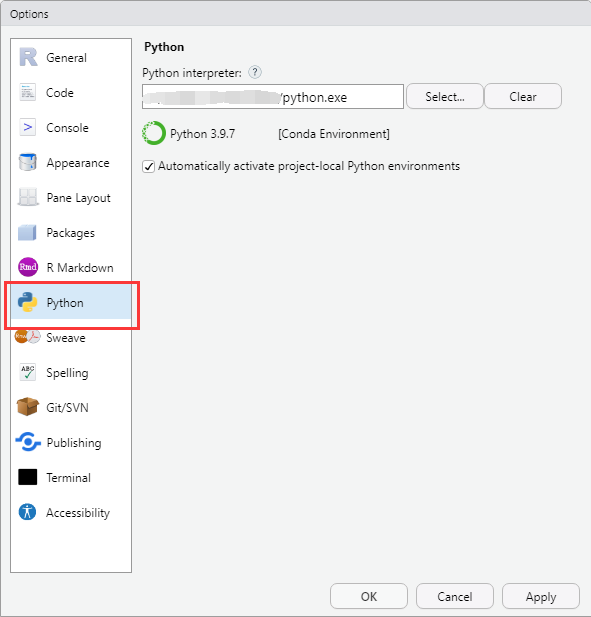 Options
General
Code
Console
Appearance
Pane Layout
Packages
Rmd R Markdown
Python
Sweave
ABC Spelling
Git/SVN
Publishing
Terminal
Accessibility
Python
Python interpreter: ?
/python.exe
Select...
Clear
Python 3.9.7 [Conda Environment]
Automatically activate project-local Python environments
OK
Cancel
Apply